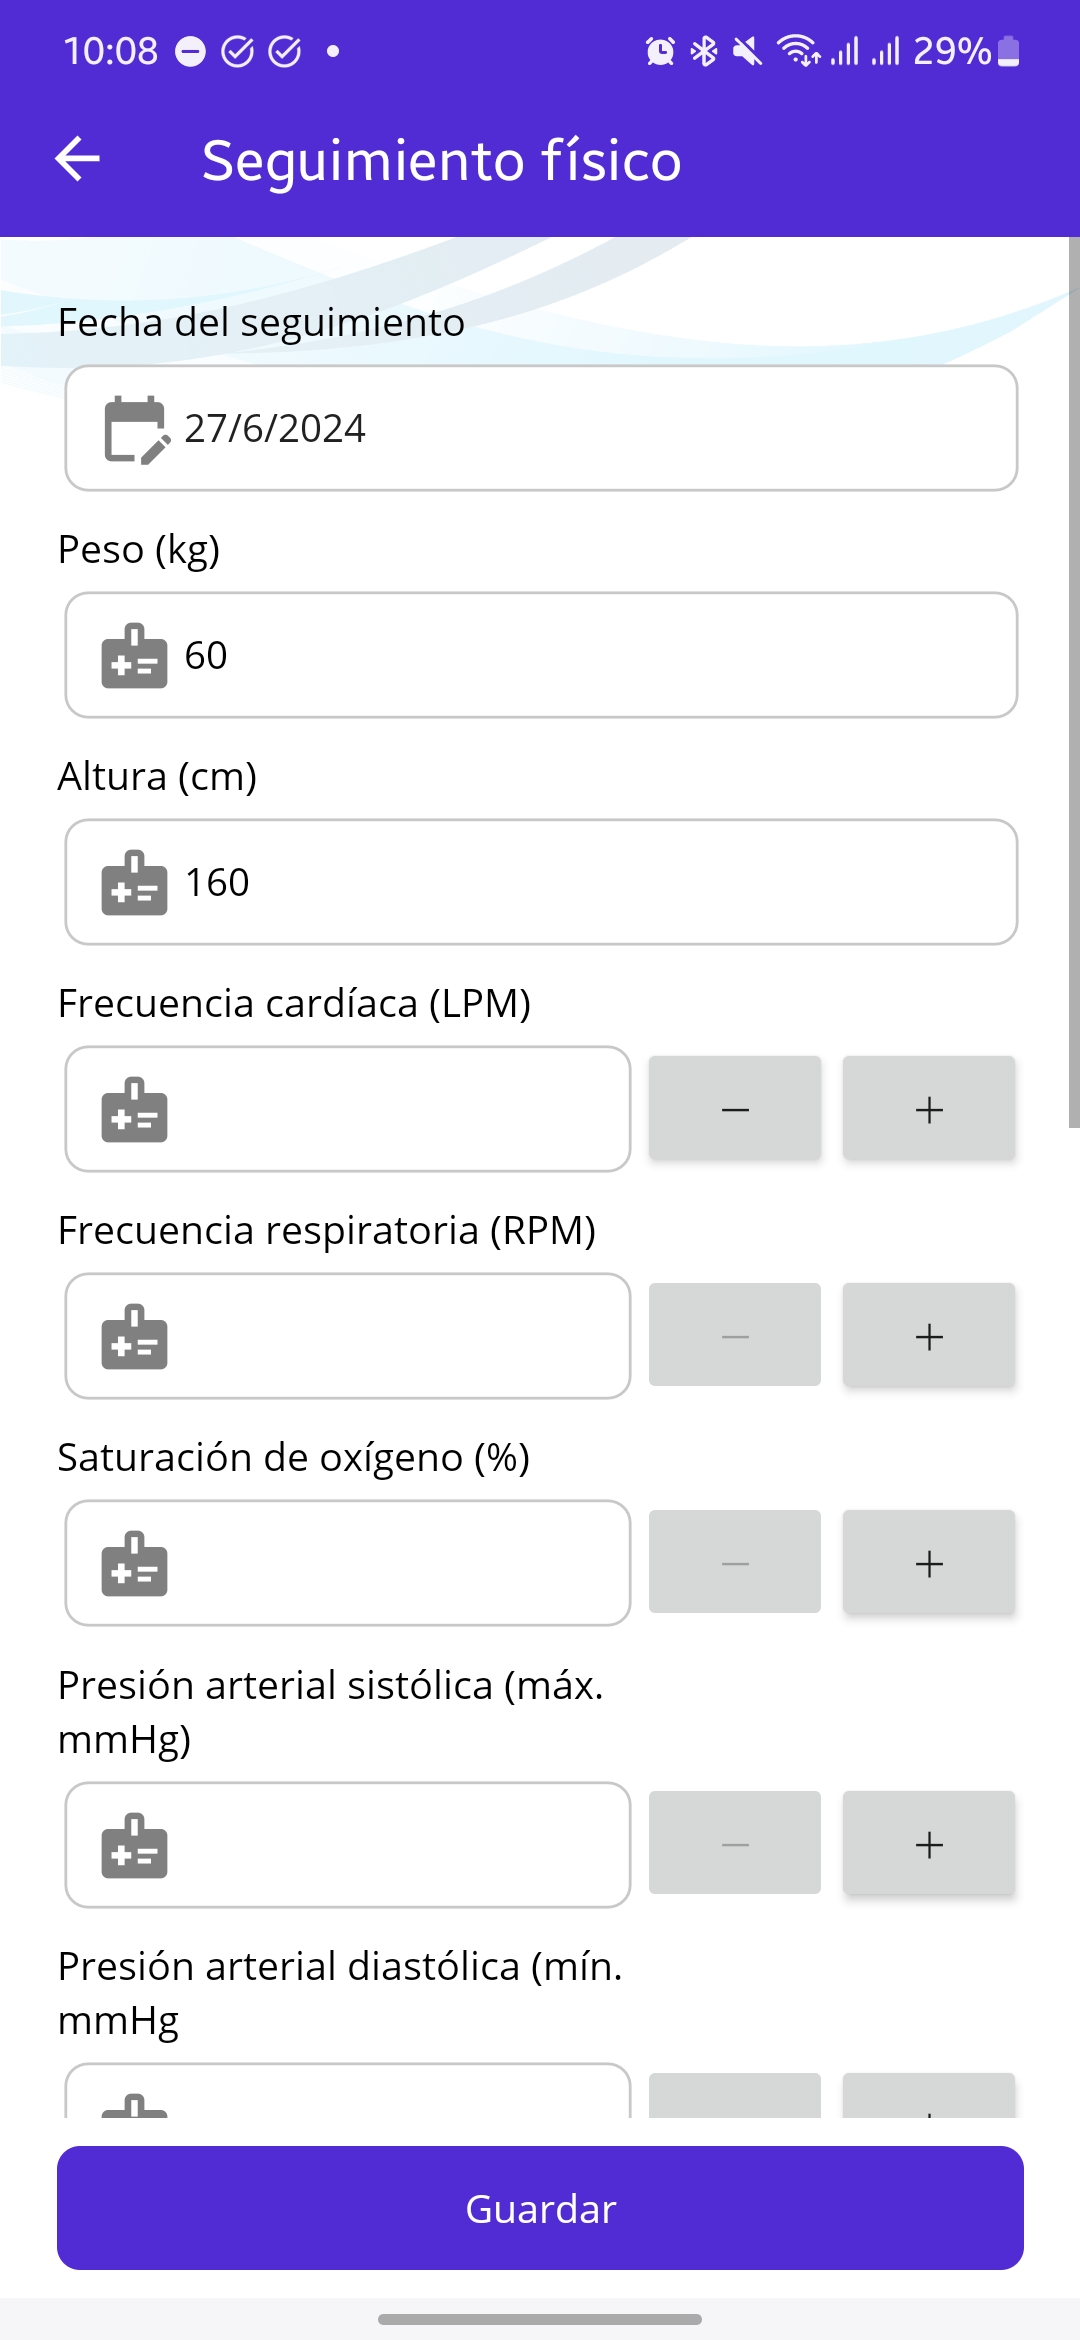 10:08
29%
Seguimiento físico
Fecha del seguimiento
27/6/2024
Peso (kg)
60
Altura (cm)
160
Frecuencia cardíaca (LPM)
− +
Frecuencia respiratoria (RPM)
− +
Saturación de oxígeno (%)
− +
Presión arterial sistólica (máx.
mmHg)
− +
Presión arterial diastólica (mín.
mmHg
Guardar